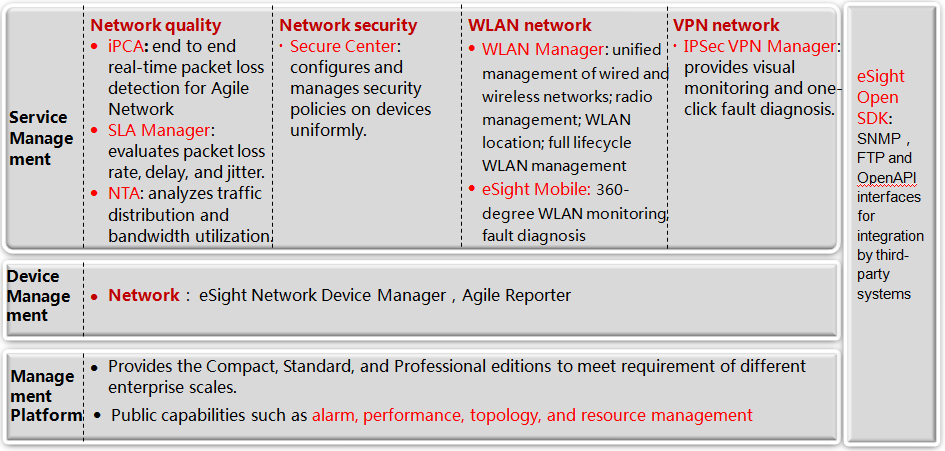 Service
Manage
ment
Network quality
• iPCA: end to end
real-time packet loss
detection for Agile
Network
• SLA Manager:
evaluates packet loss
rate, delay, and jitter.
• NTA: analyzes traffic
distribution and
bandwidth utilization.
Network security
· Secure Center:
configures and
manages security
policies on devices
uniformly.
WLAN network
• WLAN Manager: unified
management of wired and
wireless networks; radio
management; WLAN
location; full lifecycle
WLAN management
• eSight Mobile: 360-
degree WLAN monitoring
fault diagnosis
VPN network
• IPSec VPN Manager:
provides visual
monitoring and one-
click fault diagnosis.
Device
Manage
ment
• Network： eSight Network Device Manager，Agile Reporter
Manage
ment
Platform
• Provides the Compact, Standard, and Professional editions to meet requirement of different
enterprise scales.
• Public capabilities such as alarm, performance, topology, and resource management
eSight
Open
SDK:
SNMP，
FTP and
OpenAPI
interfaces
for
integration
by third-
party
systems